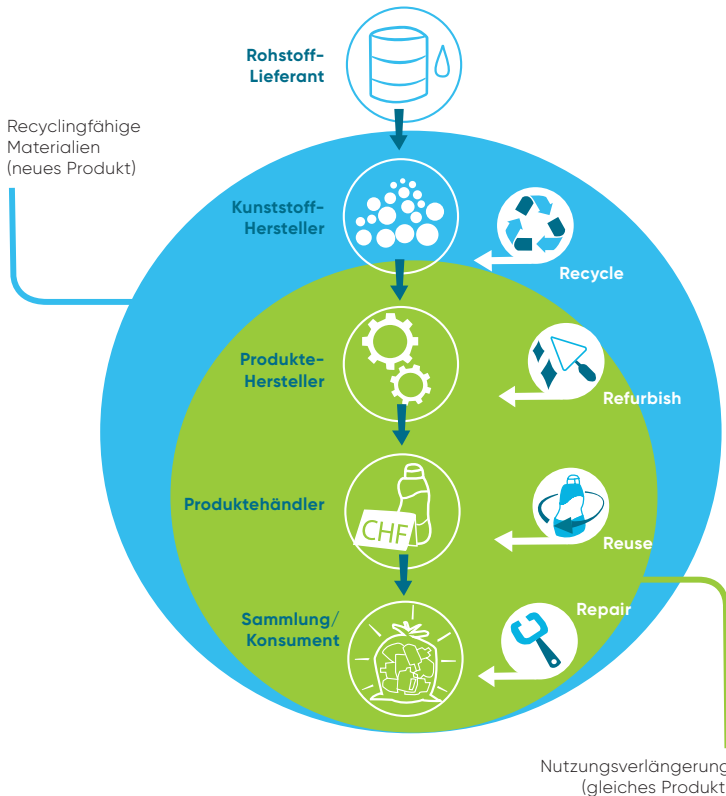 Rohstoff-
Lieferant
Recyclingfähige
Materialien
(neues Produkt)
Kunststoff-
Hersteller
Recycle
Produkte-
Hersteller
Refurbish
Produktehändler
CHF
Reuse
Sammlung/
Konsument
Repair
Nutzungsverlängerung
(gleiches Produkt